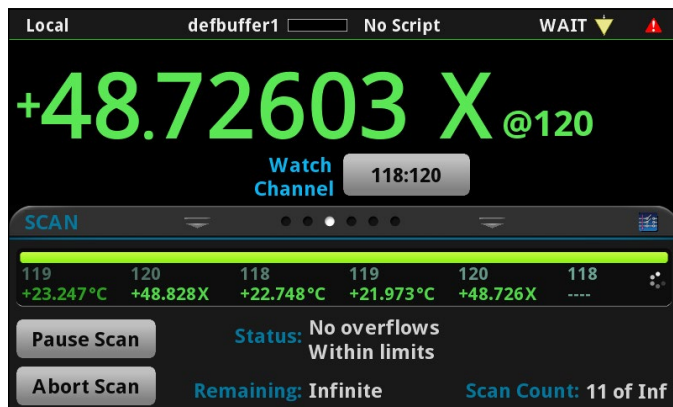 Local defbuffer1 No Script WAIT
+48.72603 X @120
Watch
Channel
118:120
SCAN
119 120 118 119 120 118
+23.247°C +48.828X +22.748°C +21.973°C +48.726X ----
Pause Scan
Status: No overflows
Within limits
Abort Scan
Remaining: Infinite
Scan Count: 11 of Inf